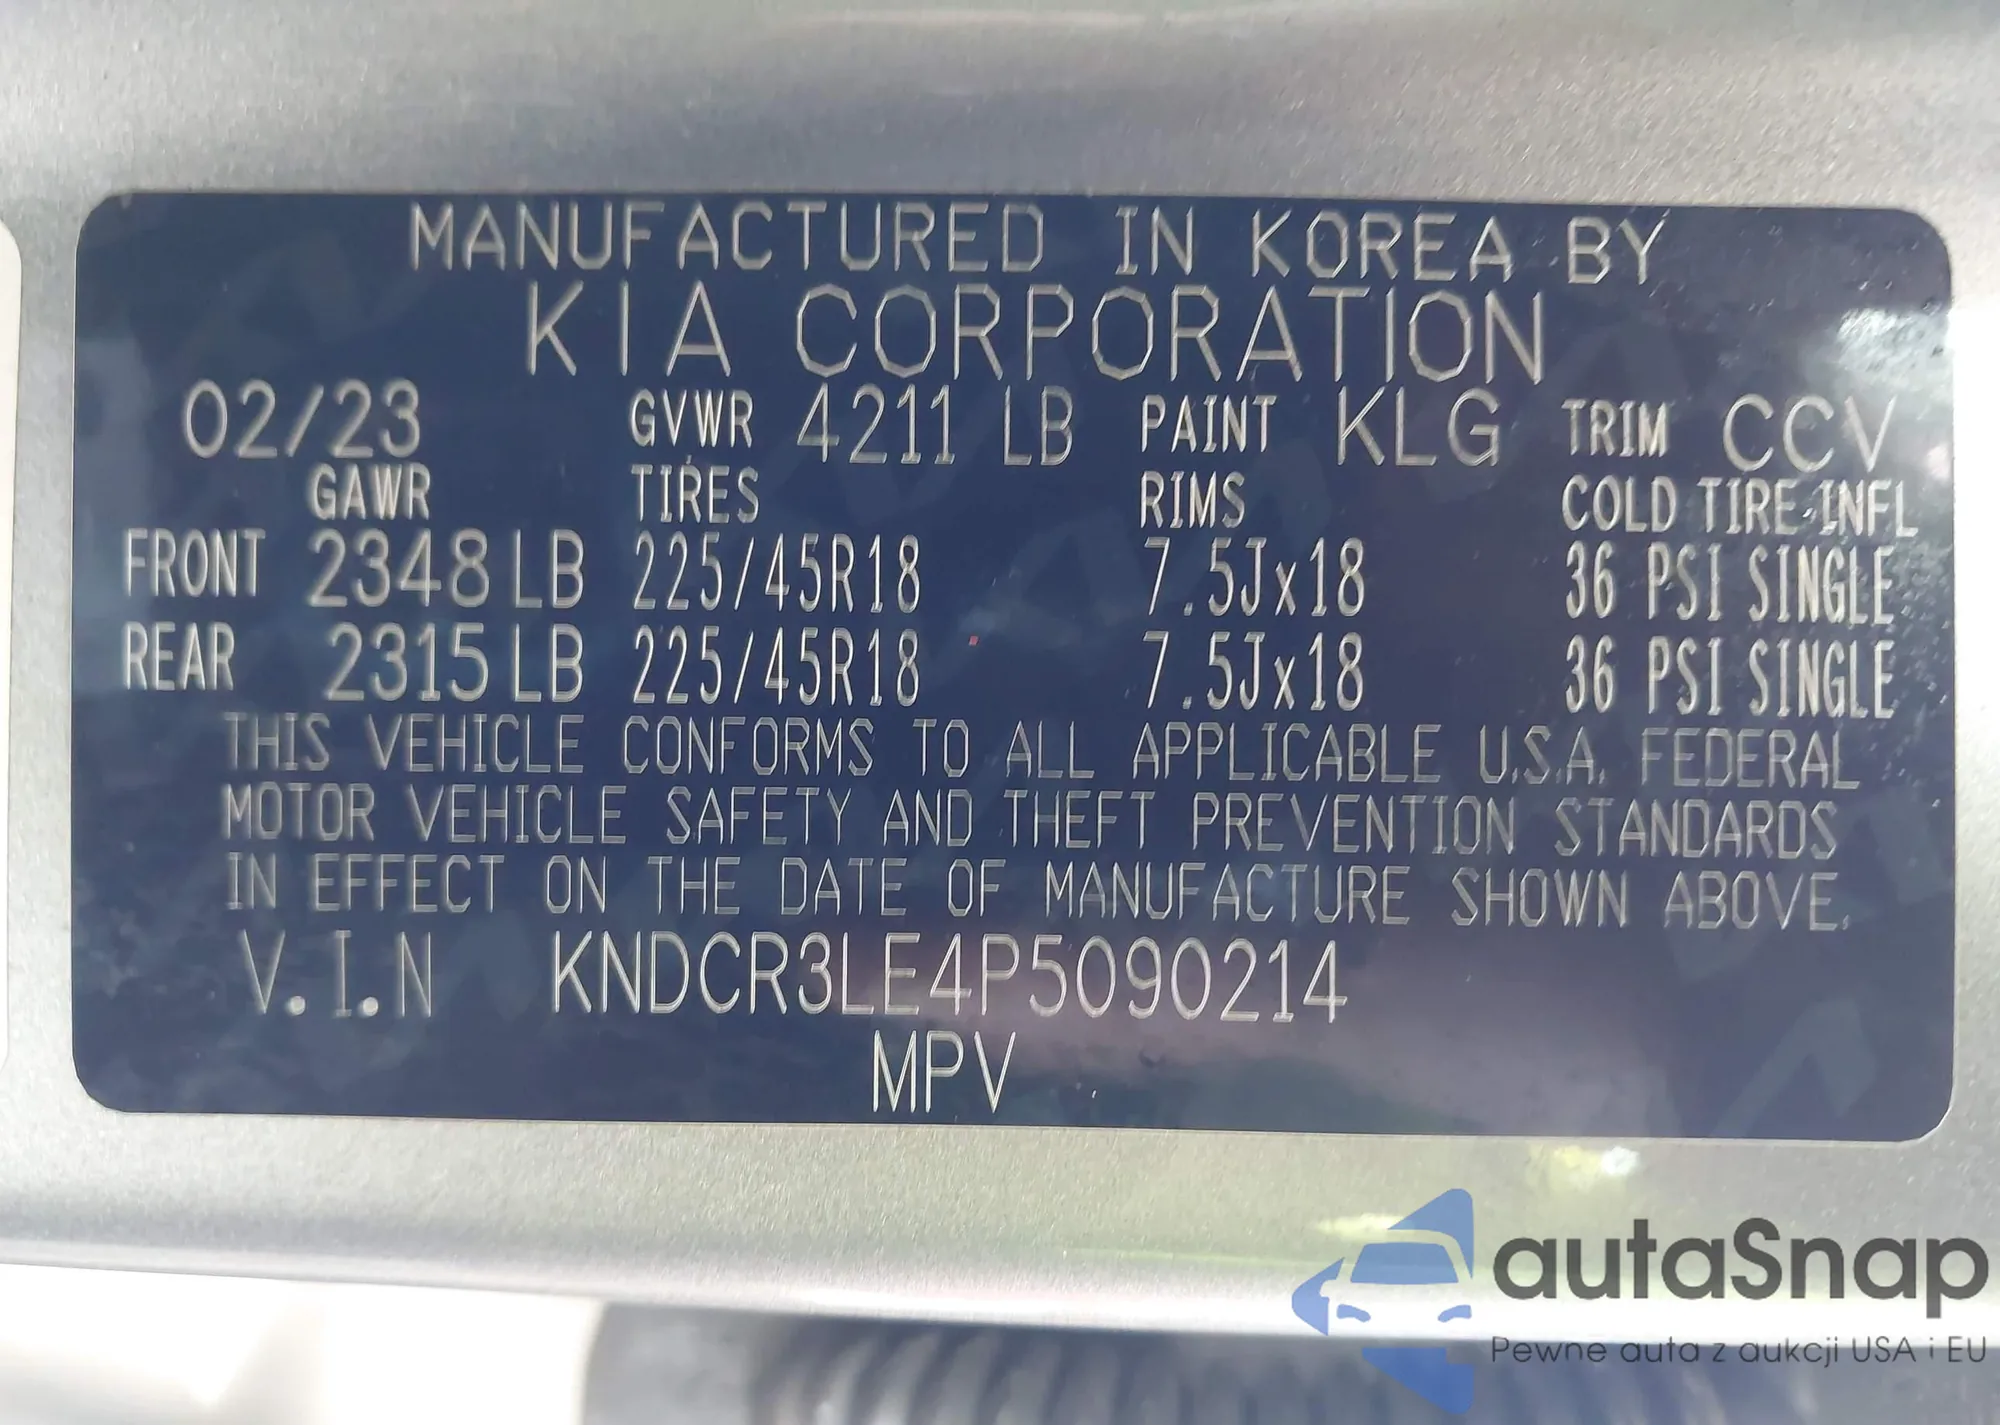 MANUFACTURED IN KOREA BY
KIA CORPORATION
02/23 GVWR 4211 LB PAINT KLG TRIM CCV
GAWR TIRES RIMS COLD TIRE INFL
FRONT 2348 LB 225/45R18 7.5Jx18 36 PSI SINGLE
REAR 2315 LB 225/45R18 7.5Jx18 36 PSI SINGLE
THIS VEHICLE CONFORMS TO ALL APPLICABLE U.S.A. FEDERAL
MOTOR VEHICLE SAFETY AND THEFT PREVENTION STANDARDS
IN EFFECT ON THE DATE OF MANUFACTURE SHOWN ABOVE.
V.I.N KNDCR3LE4P5090214
MPV
autaSnap
Pewne auta z aukcji USA i EU